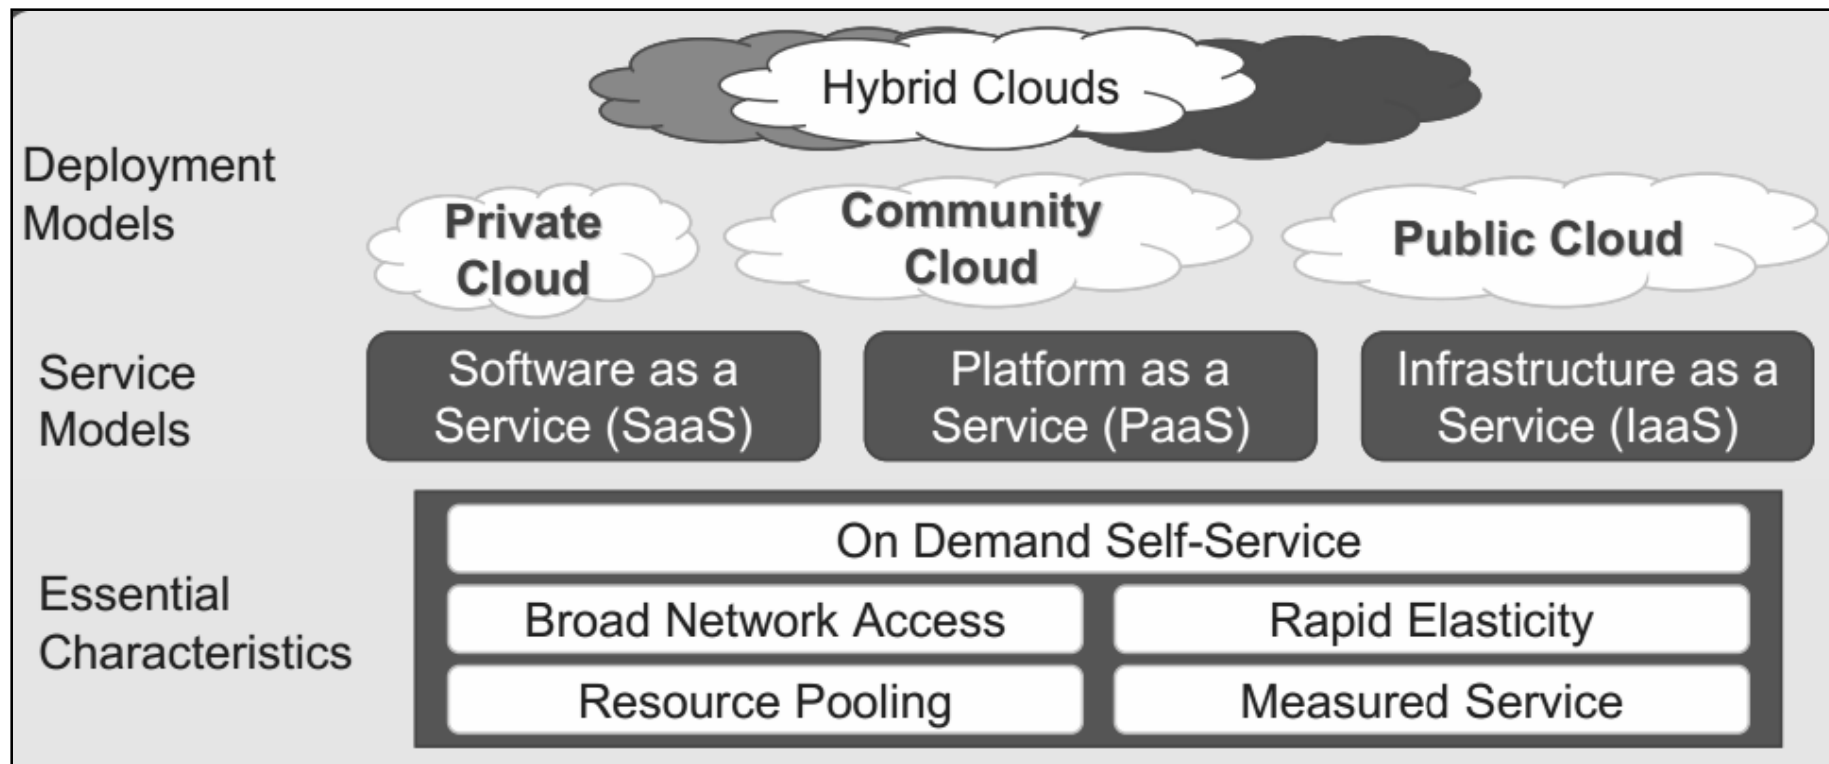 Hybrid Clouds
Deployment
Models
Private
Cloud
Community
Cloud
Public Cloud
Service
Models
Software as a
Service (SaaS)
Platform as a
Service (PaaS)
Infrastructure as a
Service (IaaS)
Essential
Characteristics
On Demand Self-Service
Broad Network Access
Rapid Elasticity
Resource Pooling
Measured Service